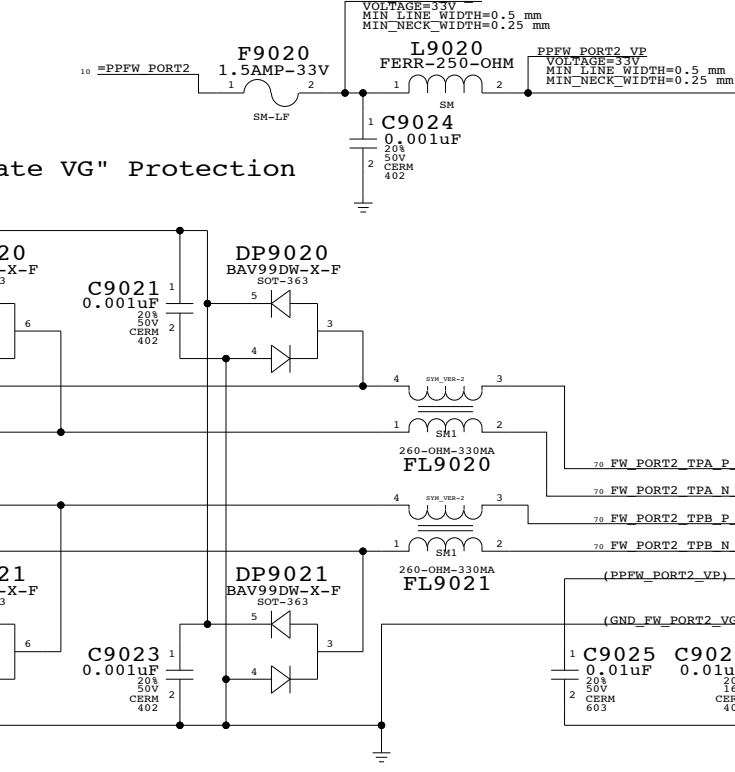 VOLTAGE=33V
MIN_LINE_WIDTH=0.5 mm
MIN_NECK_WIDTH=0.25 mm
F9020
1.5AMP-33V
10 =PPFW_PORT2
1 2
SM-LF
L9020
FERR-250-OHM
1 2
SM
PPFW_PORT2_VP
VOLTAGE=33V
MIN_LINE_WIDTH=0.5 mm
MIN_NECK_WIDTH=0.25 mm
1 C9024
0.001uF
20%
50V
2 CERM
402
ate VG" Protection
20
-X-F
3
6
C9021 1
0.001uF
20%
50V 2
CERM
402
DP9020
BAV99DW-X-F
SOT-363
5
3
4
4 SYM_VER-2 3
1 2
SM1
260-OHM-330MA
FL9020
70 FW_PORT2_TPA_P
70 FW_PORT2_TPA_N
4 SYM_VER-2 3
70 FW_PORT2_TPB_P
1 2
SM1
70 FW_PORT2_TPB_N
260-OHM-330MA
FL9021
21
-X-F
3
6
DP9021
BAV99DW-X-F
SOT-363
5
3
4
C9023 1
0.001uF
20%
50V 2
CERM
402
(PPFW_PORT2_VP)
(GND_FW_PORT2_VG
1 C9025
0.01uF
20%
2 50V
CERM
603
C902
0.01u
20
16
CERM
40